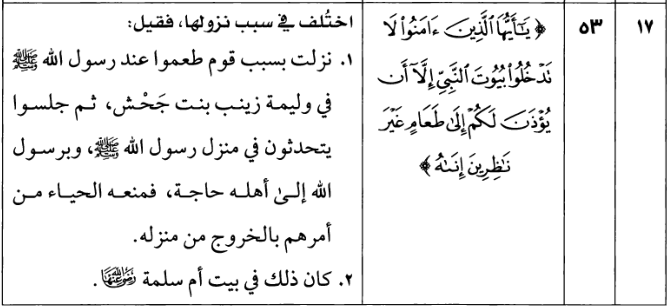 ١٧
٥٣
﴿ يَٰٓأَيُّهَا ٱلَّذِينَ ءَامَنُوا۟ لَا
تَدْخُلُوا۟ بُيُوتَ ٱلنَّبِىِّ إِلَّآ أَن
يُؤْذَنَ لَكُمْ إِلَىٰ طَعَامٍ غَيْرَ
نَٰظِرِينَ إِنَىٰهُ ﴾
اختُلف في سبب نزولها، فقيل:
١. نزلت بسبب قوم طعموا عند رسول الله ﷺ
في وليمة زينب بنت جَحْش، ثم جلسوا
يتحدثون في منزل رسول الله ﷺ، وبرسول
الله إلىٰ أهله حاجة، فمنعه الحياء من
أمرهم بالخروج من منزله.
٢. كان ذلك في بيت أم سلمة رضي الله عنها.